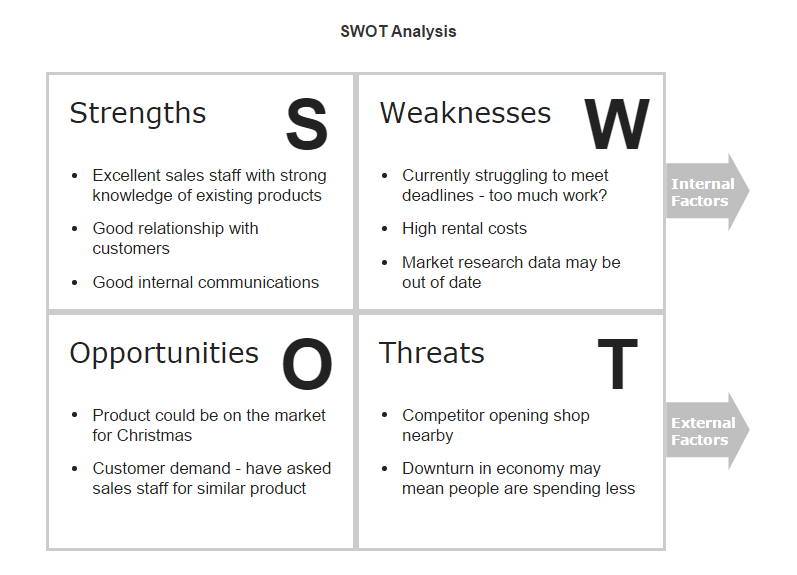 SWOT Analysis
Strengths
S
• Excellent sales staff with strong
knowledge of existing products
• Good relationship with
customers
• Good internal communications
Weaknesses
W
• Currently struggling to meet
deadlines - too much work?
• High rental costs
• Market research data may be
out of date
Internal
Factors
Opportunities
O
• Product could be on the market
for Christmas
• Customer demand - have asked
sales staff for similar product
Threats
T
• Competitor opening shop
nearby
• Downturn in economy may
mean people are spending less
External
Factors